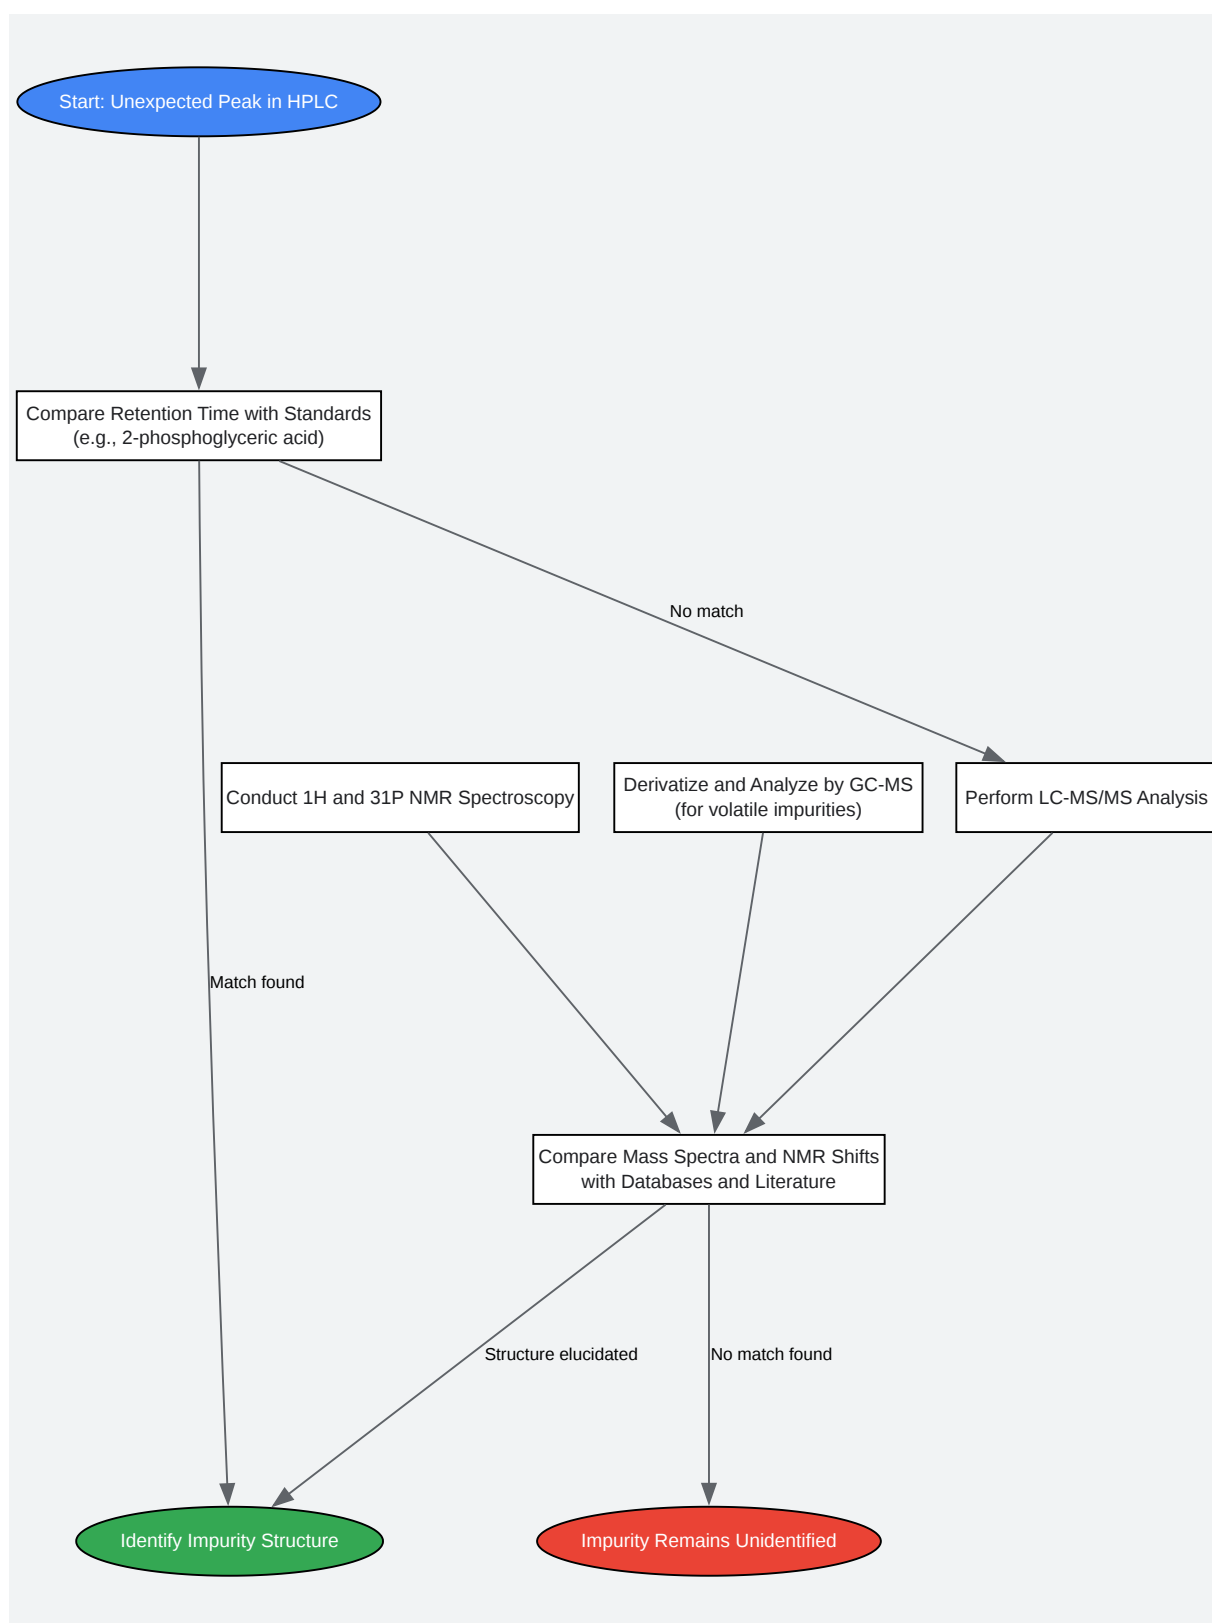 Start: Unexpected Peak in HPLC
Compare Retention Time with Standards
(e.g., 2-phosphoglyceric acid)
No match
Conduct 1H and 31P NMR Spectroscopy
Derivatize and Analyze by GC-MS
(for volatile impurities)
Perform LC-MS/MS Analysis
Match found
Compare Mass Spectra and NMR Shifts
with Databases and Literature
Structure elucidated
No match found
Identify Impurity Structure
Impurity Remains Unidentified